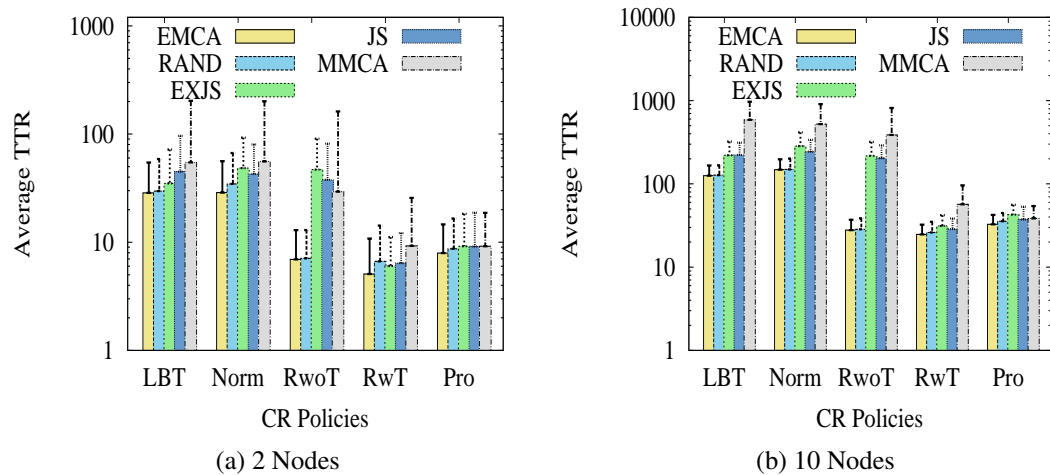 1000
100
10
1
Average TTR
EMCA
RAND
EXJS
JS
MMCA
LBT Norm RwoT RwT Pro
CR Policies
(a) 2 Nodes
10000
1000
100
10
1
Average TTR
EMCA
RAND
EXJS
JS
MMCA
LBT Norm RwoT RwT Pro
CR Policies
(b) 10 Nodes